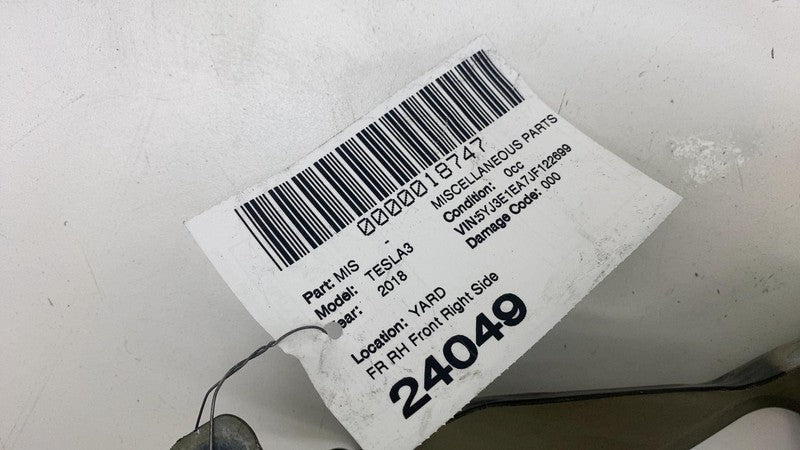 0000018747
Part: MIS - MISCELLANEOUS PARTS
Model: TESLA3 Condition: 0cc
ear: 2018 VIN:5YJ3E1EA7JF122699
Damage Code: 000
Location: YARD
FR RH Front Right Side
24049